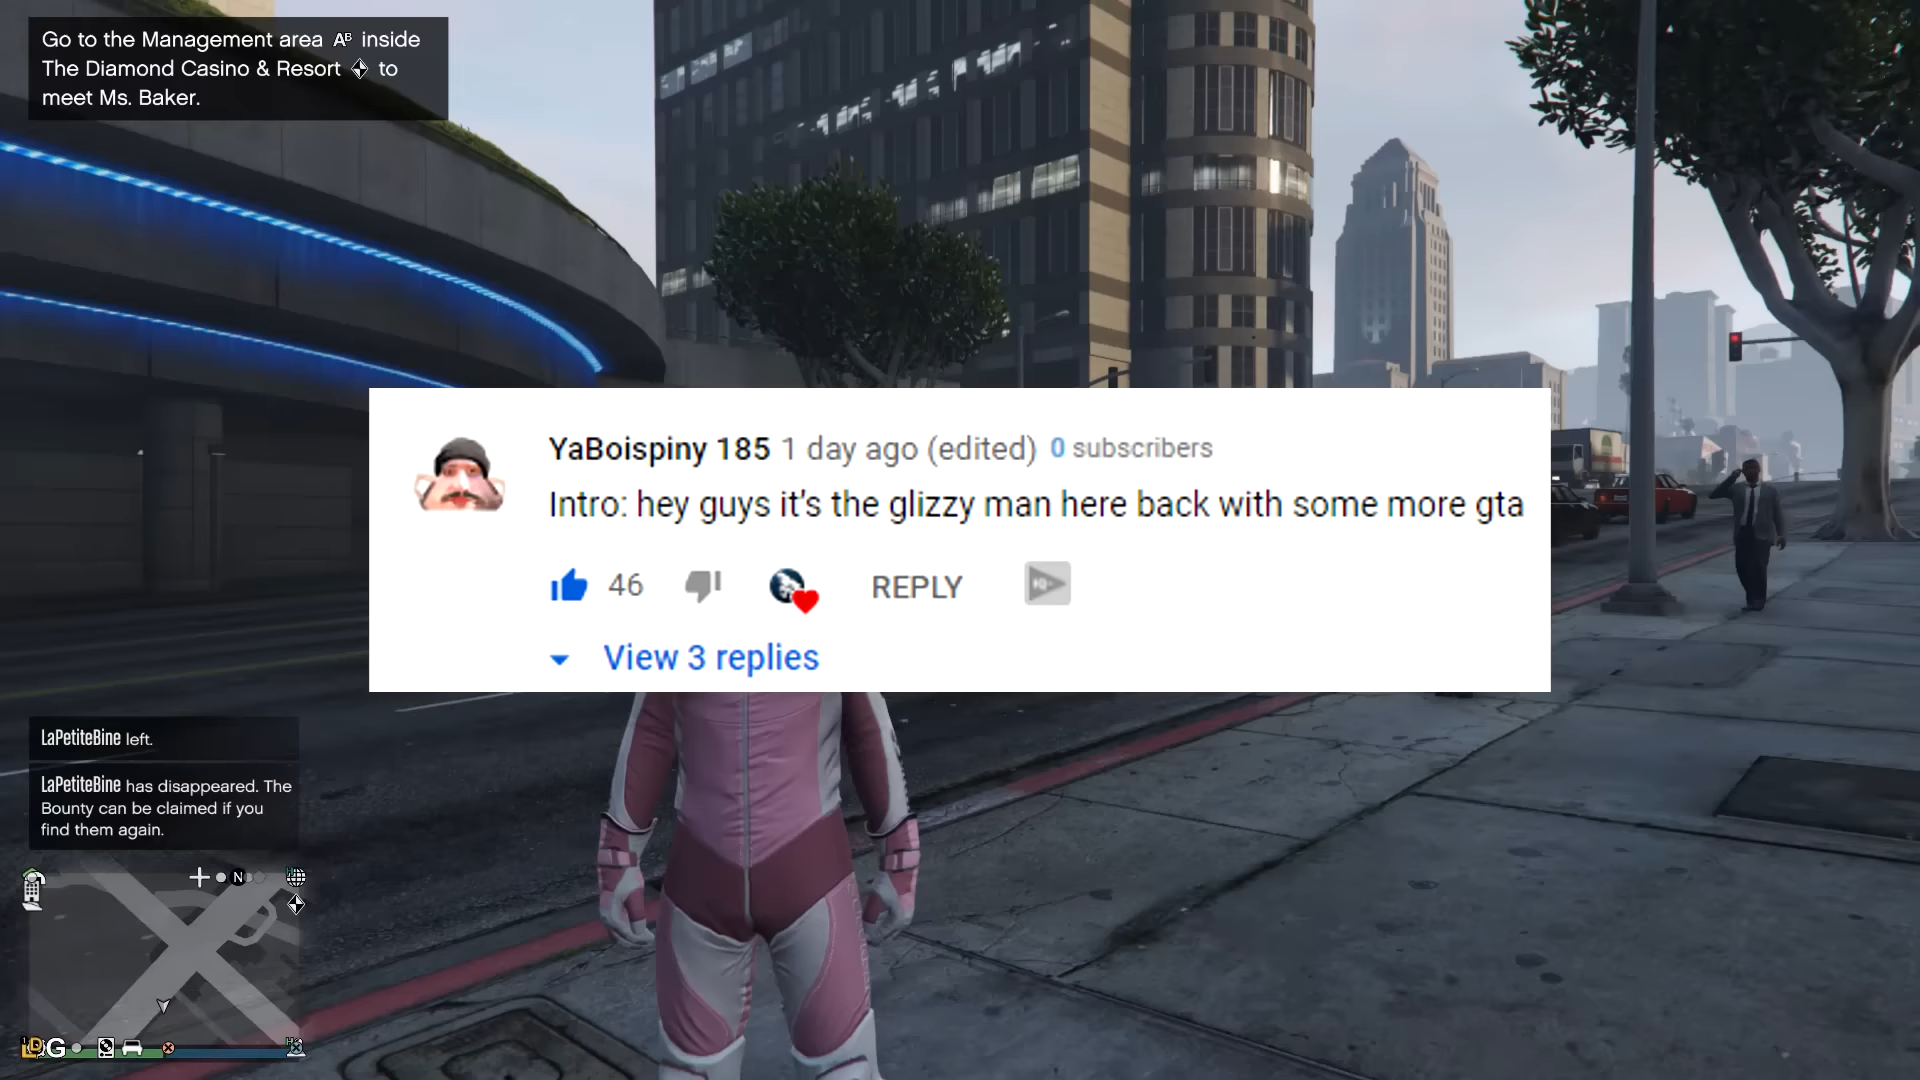 Go to the Management area AB inside
The Diamond Casino & Resort to
meet Ms. Baker.
YaBoispiny 185 1 day ago (edited) 0 subscribers
Intro: hey guys it's the glizzy man here back with some more gta
46 REPLY
View 3 replies
LaPetiteBine left.
LaPetiteBine has disappeared. The
Bounty can be claimed if you
find them again.
N
G